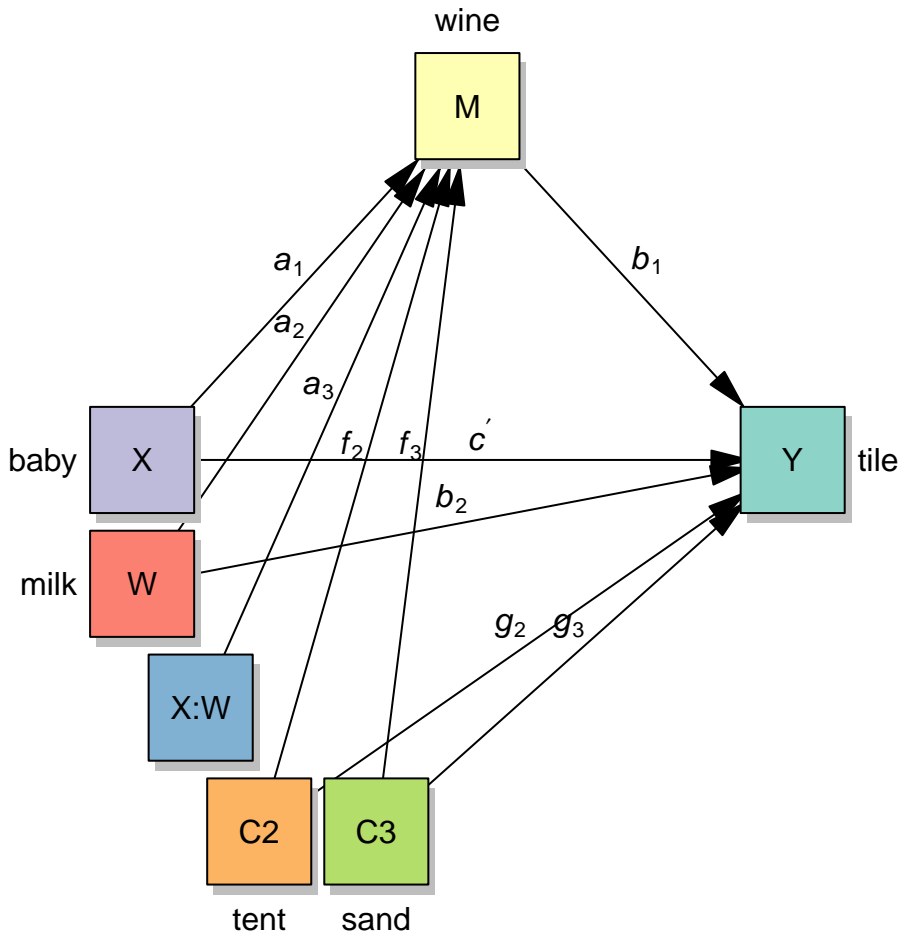 wine
M
a1
b1
a2
a3
f2 f3 c′
baby X Y tile
b2
milk W
g2 g3
X:W
C2 C3
tent sand